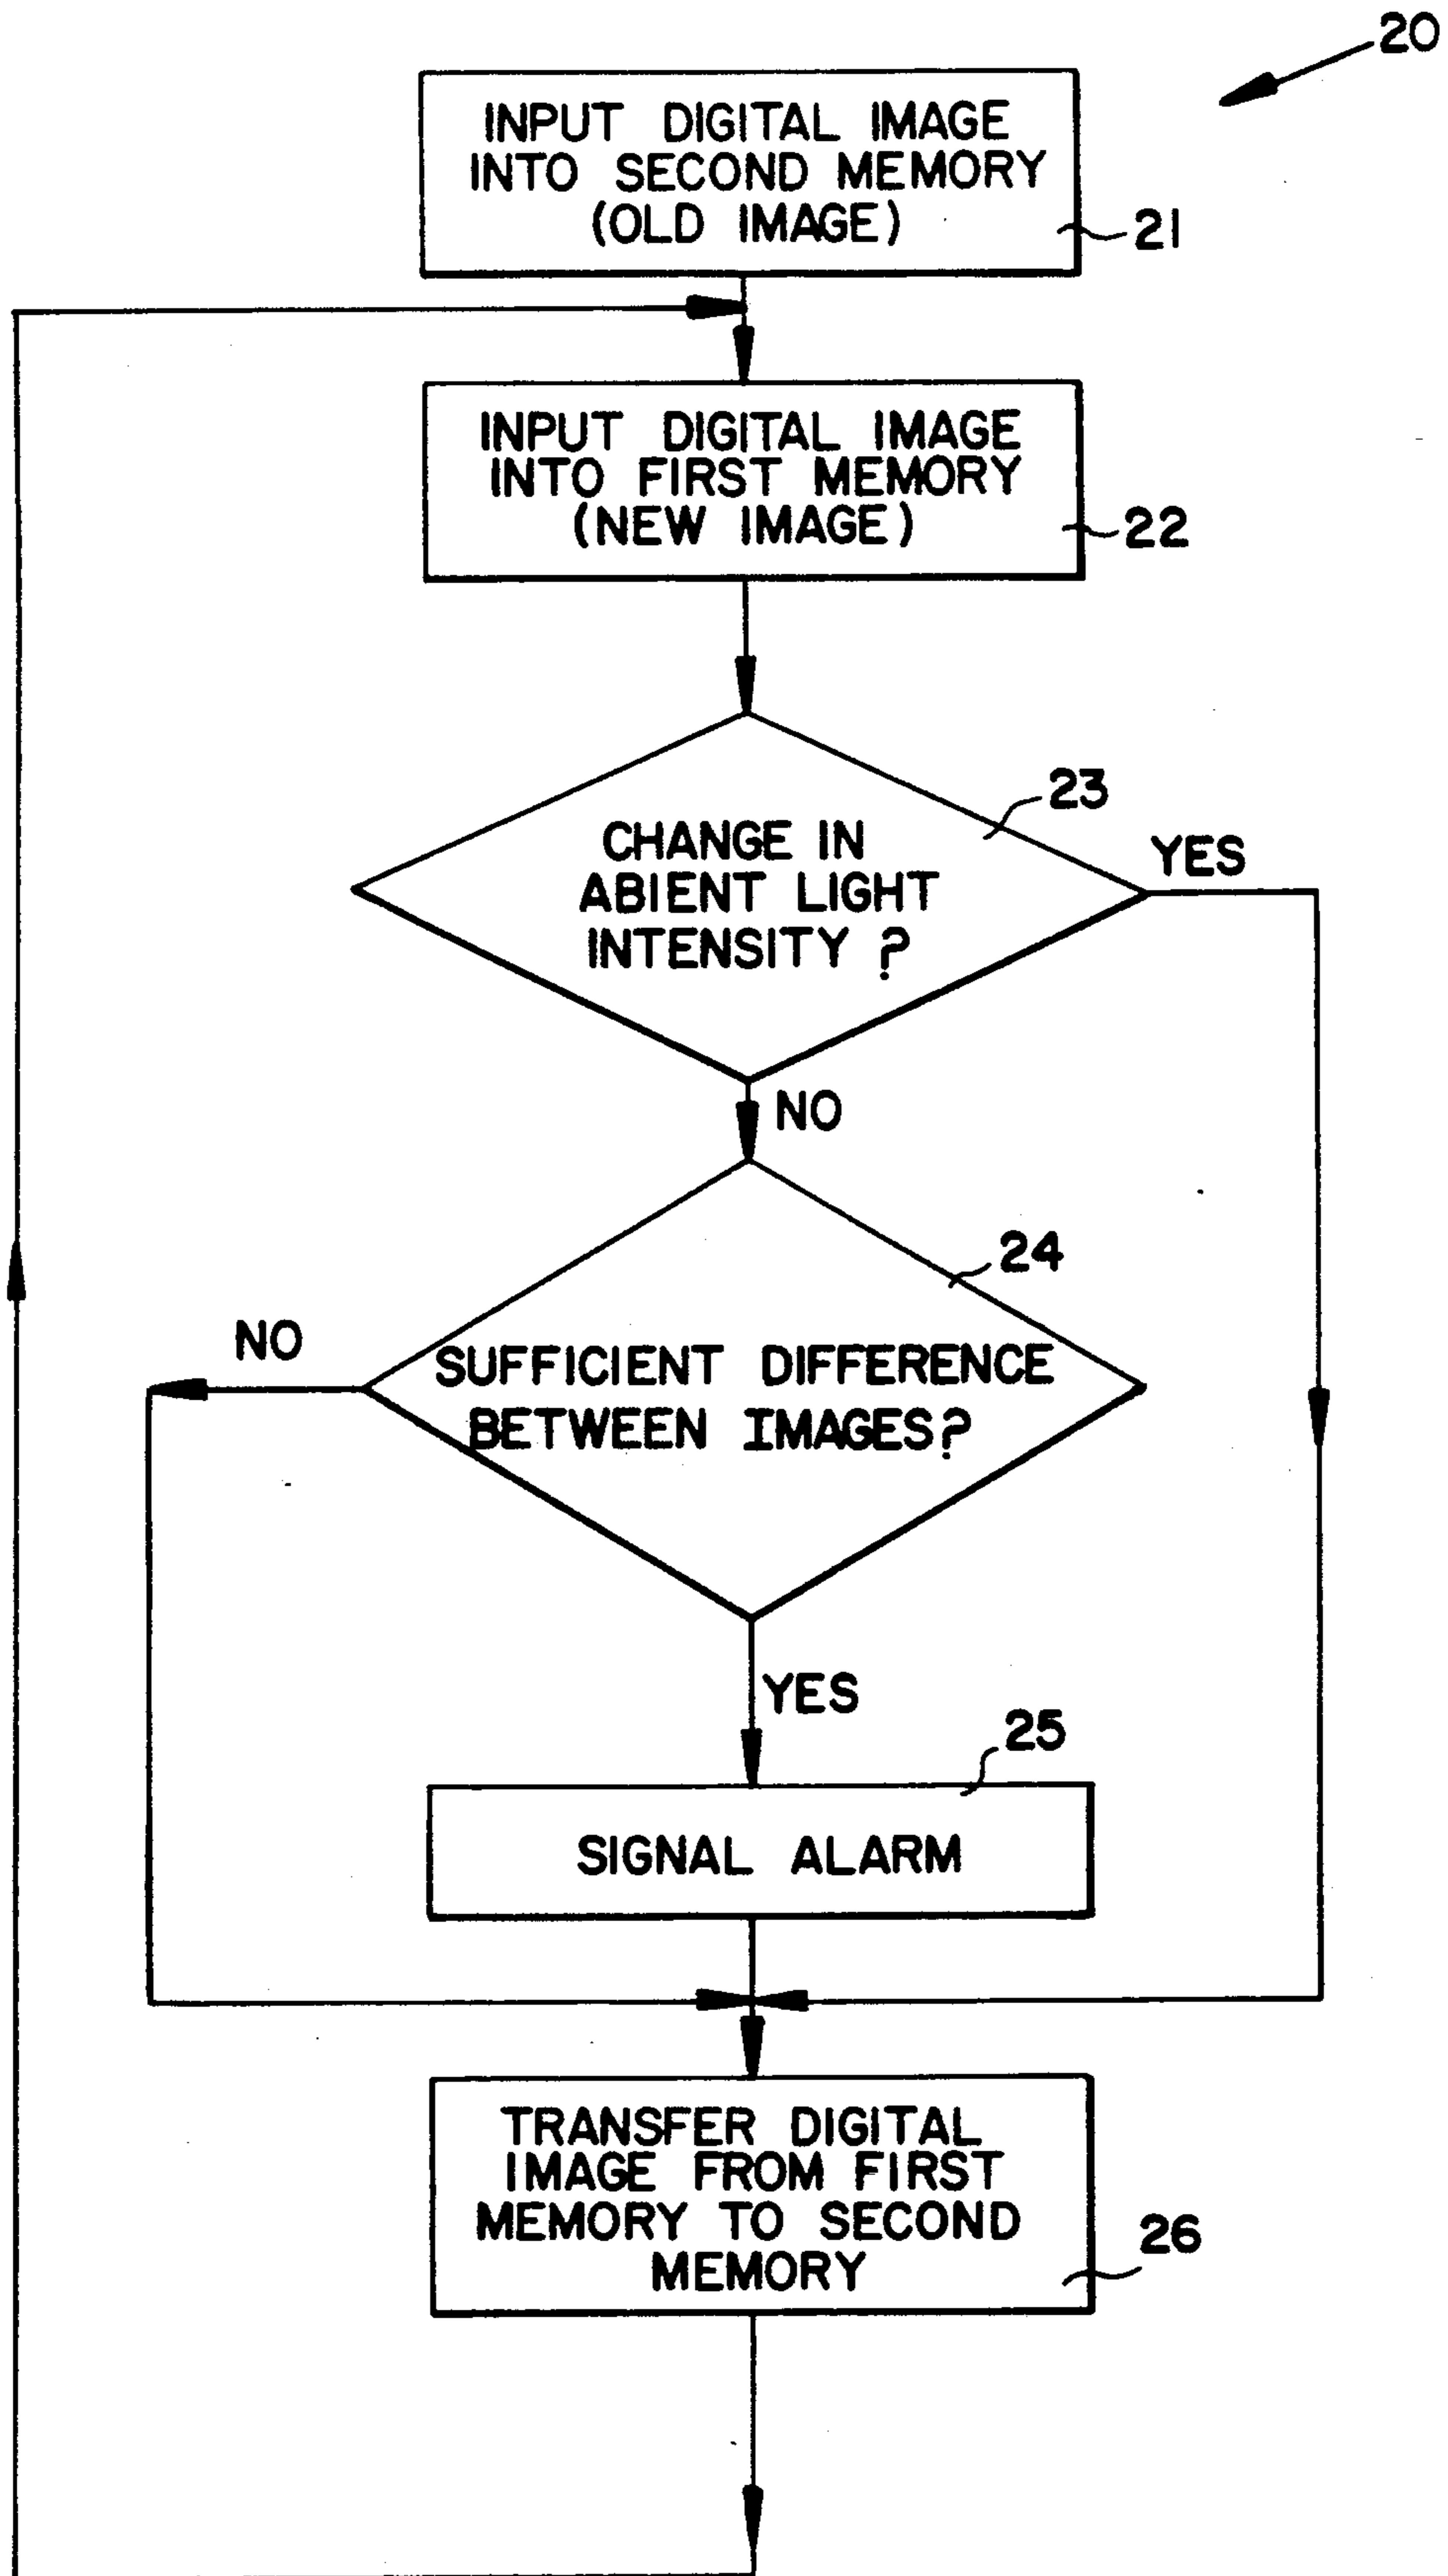 20
INPUT DIGITAL IMAGE
INTO SECOND MEMORY
(OLD IMAGE)
21
INPUT DIGITAL IMAGE
INTO FIRST MEMORY
(NEW IMAGE)
22
23
CHANGE IN
ABIENT LIGHT
INTENSITY ?
YES
NO
24
NO
SUFFICIENT DIFFERENCE
BETWEEN IMAGES?
YES
25
SIGNAL ALARM
TRANSFER DIGITAL
IMAGE FROM FIRST
MEMORY TO SECOND
MEMORY
26